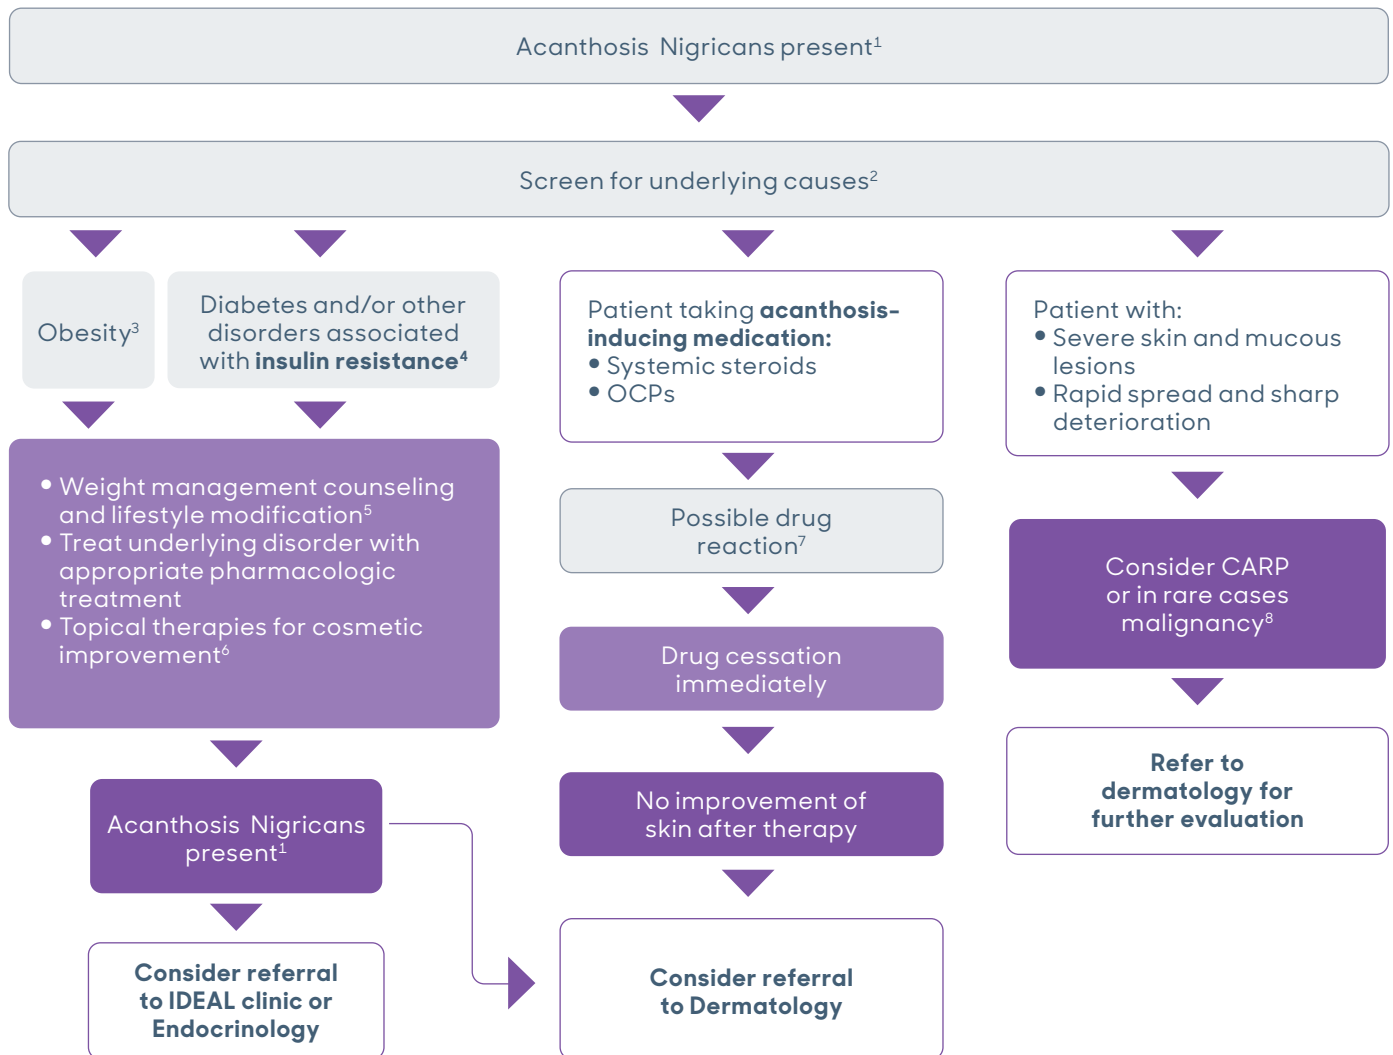 Acanthosis Nigricans present¹
Screen for underlying causes²
Obesity³
Diabetes and/or other
disorders associated
with insulin resistance⁴
• Weight management counseling
and lifestyle modification⁵
• Treat underlying disorder with
appropriate pharmacologic
treatment
• Topical therapies for cosmetic
improvement⁶
Acanthosis Nigricans
present¹
Consider referral
to IDEAL clinic or
Endocrinology
Patient taking acanthosis-
inducing medication:
• Systemic steroids
• OCPs
Possible drug
reaction⁷
Drug cessation
immediately
No improvement of
skin after therapy
Consider referral
to Dermatology
Patient with:
• Severe skin and mucous
lesions
• Rapid spread and sharp
deterioration
Consider CARP
or in rare cases
malignancy⁸
Refer to
dermatology for
further evaluation